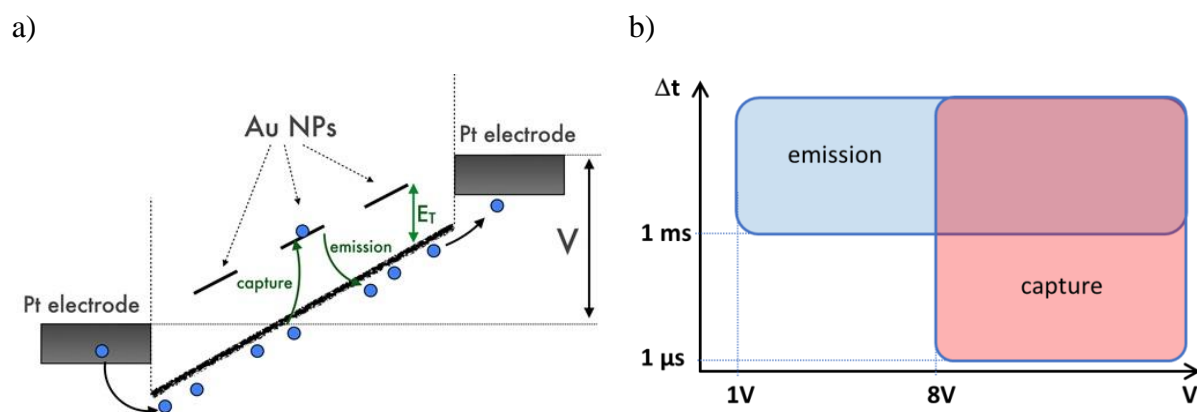 a)
b)
Au NPs
Pt electrode
E_T
V
emission
capture
Pt electrode
Δt
emission
1 ms
capture
1 μs
1V
8V
V